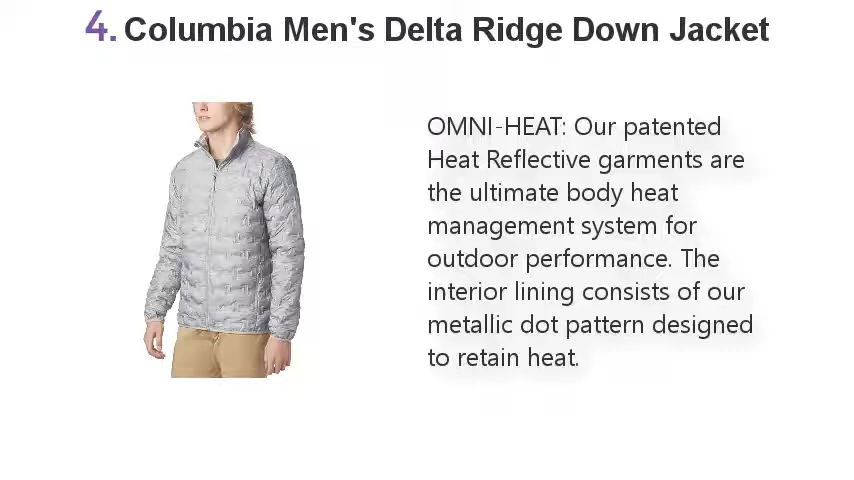 4. Columbia Men's Delta Ridge Down Jacket
OMNI-HEAT: Our patented
Heat Reflective garments are
the ultimate body heat
management system for
outdoor performance. The
interior lining consists of our
metallic dot pattern designed
to retain heat.